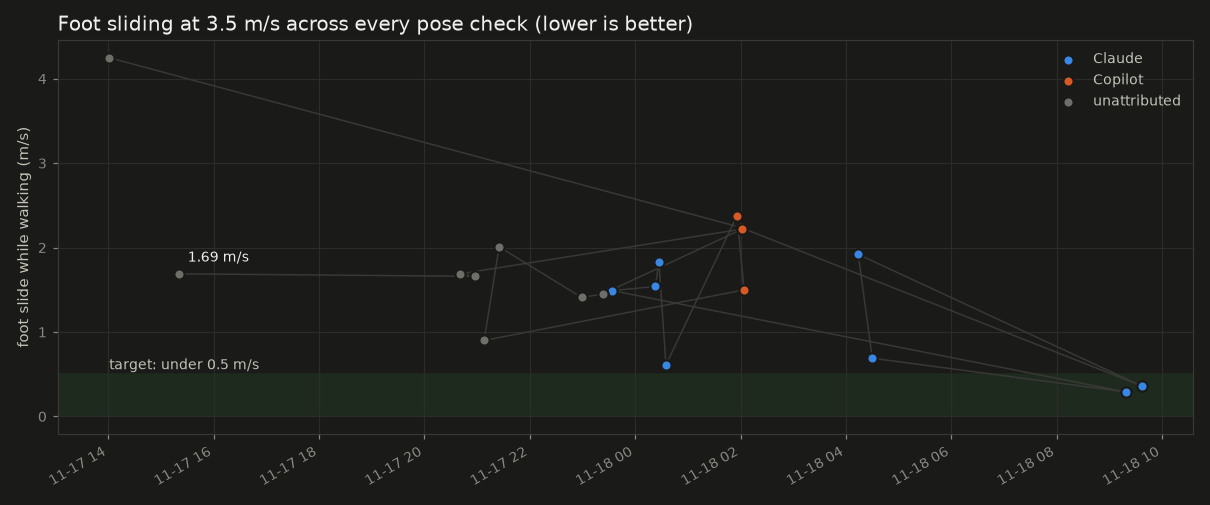 Foot sliding at 3.5 m/s across every pose check (lower is better)
foot slide while walking (m/s)
4
3
2
1
0
Claude
Copilot
unattributed
1.69 m/s
target: under 0.5 m/s
11-17 14
11-17 16
11-17 18
11-17 20
11-17 22
11-18 00
11-18 02
11-18 04
11-18 06
11-18 08
11-18 10